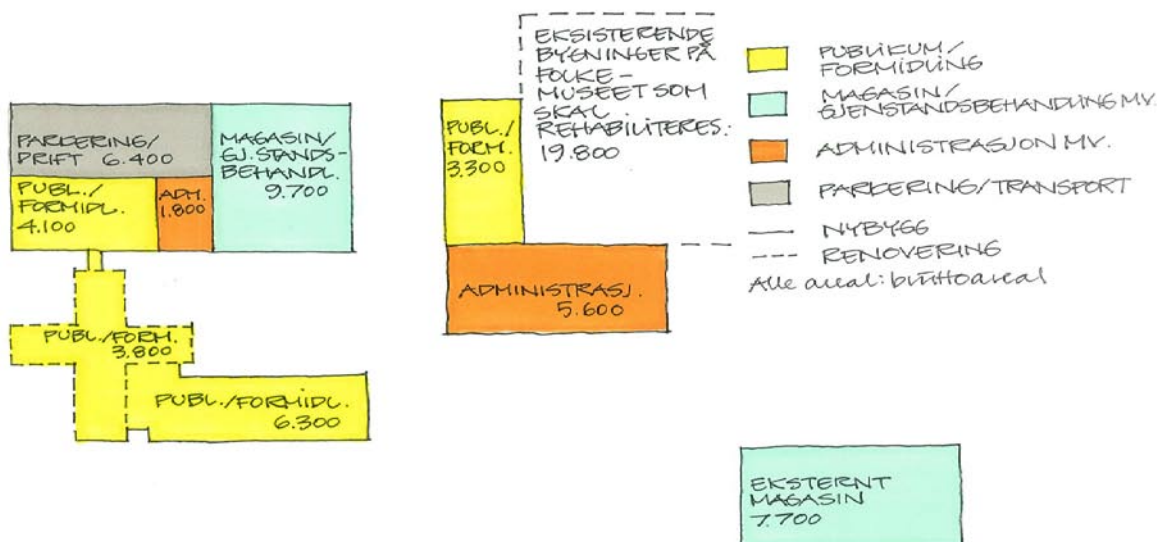 PARKERING/
DRIFT 6.400
PUBL./
FORMIDL.
4.100
ADM.
1.800
MAGASIN/
GJ.STANDS-
BEHANDL.
9.700
PUBL./FORM.
3.800
PUBL./FORMIDL.
6.300
PUBL./
FORM.
3.300
EKSISTERENDE
BYGNINGER PÅ
FOLKE-
MUSEET SOM
SKAL
REHABILITERES:
19.800
ADMINISTRASJ.
5.600
EKSTERNT
MAGASIN
7.700
PUBLIKUM/
FORMIDLING
MAGASIN/
GJENSTANDSBEHANDLING MV.
ADMINISTRASJON MV.
PARKERING/TRANSPORT
NYBYGG
RENOVERING
Alle areal: bruttoareal